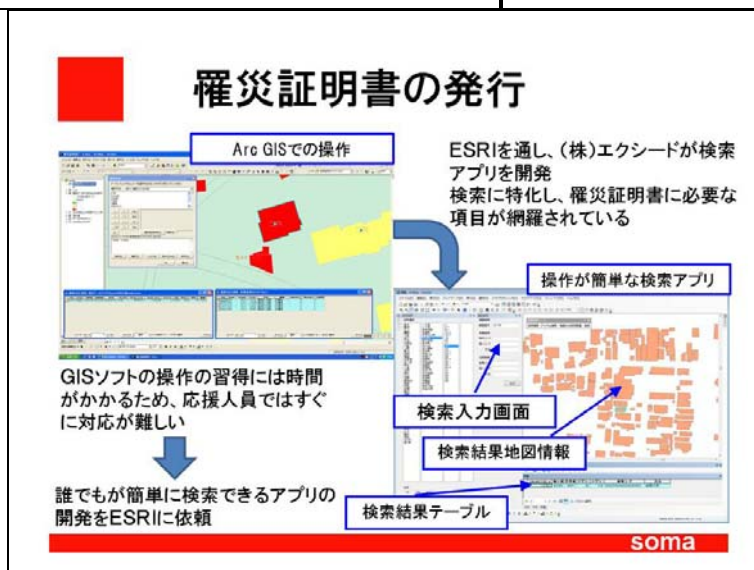 罹災証明書の発行
Arc GISでの操作
ESRIを通し、(株)エクシードが検索
アプリを開発
検索に特化し、罹災証明書に必要な
項目が網羅されている
操作が簡単な検索アプリ
GISソフトの操作の習得には時間
がかかるため、応援人員ではすぐ
に対応が難しい
検索入力画面
検索結果地図情報
誰でもが簡単に検索できるアプリの
開発をESRIに依頼
検索結果テーブル
soma